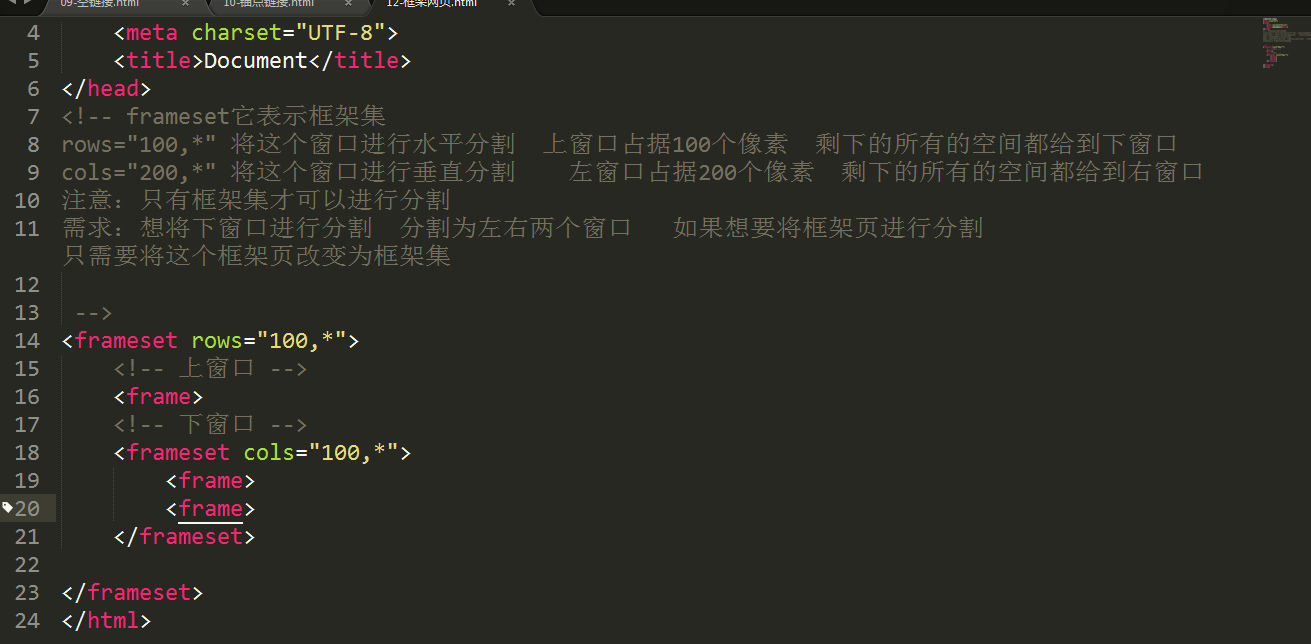 09-空链接.html × 10-锚点链接.html × 12-框架网页.html ×
4 <meta charset="UTF-8">
5 <title>Document</title>
6 </head>
7 <!-- frameset它表示框架集
8 rows="100,*" 将这个窗口进行水平分割 上窗口占据100个像素 剩下的所有的空间都给到下窗口
9 cols="200,*" 将这个窗口进行垂直分割 左窗口占据200个像素 剩下的所有的空间都给到右窗口
10 注意：只有框架集才可以进行分割
11 需求：想将下窗口进行分割 分割为左右两个窗口 如果想要将框架页进行分割
只需要将这个框架页改变为框架集
12
13 -->
14 <frameset rows="100,*">
15 <!-- 上窗口 -->
16 <frame>
17 <!-- 下窗口 -->
18 <frameset cols="100,*">
19 <frame>
20 <frame>
21 </frameset>
22
23 </frameset>
24 </html>